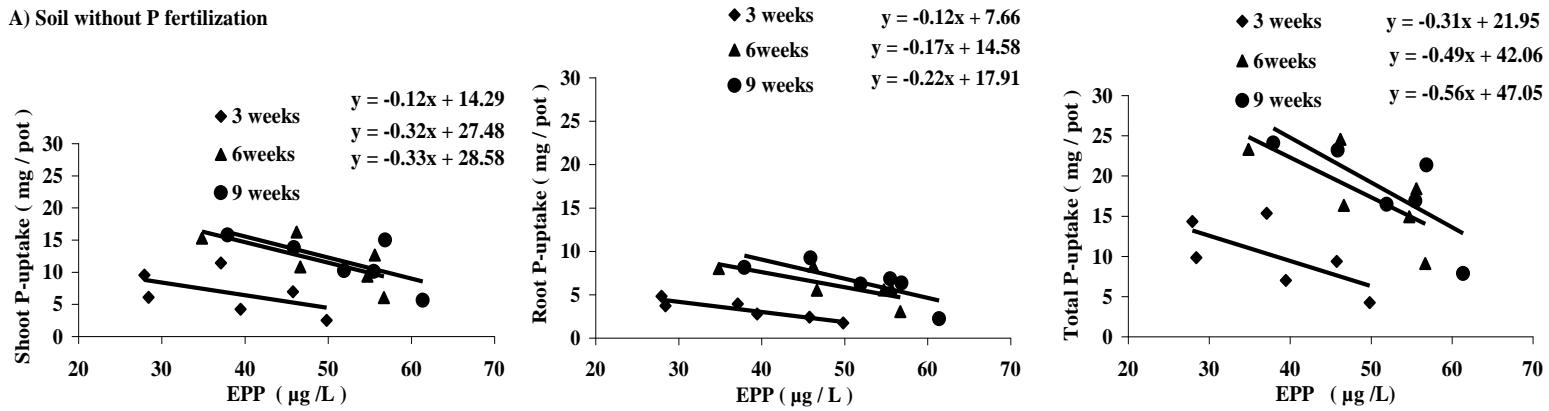 A) Soil without P fertilization
3 weeks
6weeks
9 weeks
y = -0.12x + 14.29
y = -0.32x + 27.48
y = -0.33x + 28.58
Shoot P-uptake ( mg / pot )
30
25
20
15
10
5
0
20 30 40 50 60 70
EPP ( µg /L )
3 weeks
6weeks
9 weeks
y = -0.12x + 7.66
y = -0.17x + 14.58
y = -0.22x + 17.91
Root P-uptake ( mg / pot )
30
25
20
15
10
5
0
20 30 40 50 60 70
EPP ( µg / L )
3 weeks
6weeks
9 weeks
y = -0.31x + 21.95
y = -0.49x + 42.06
y = -0.56x + 47.05
Total P-uptake ( mg / pot )
30
25
20
15
10
5
0
20 30 40 50 60 70
EPP ( µg /L)